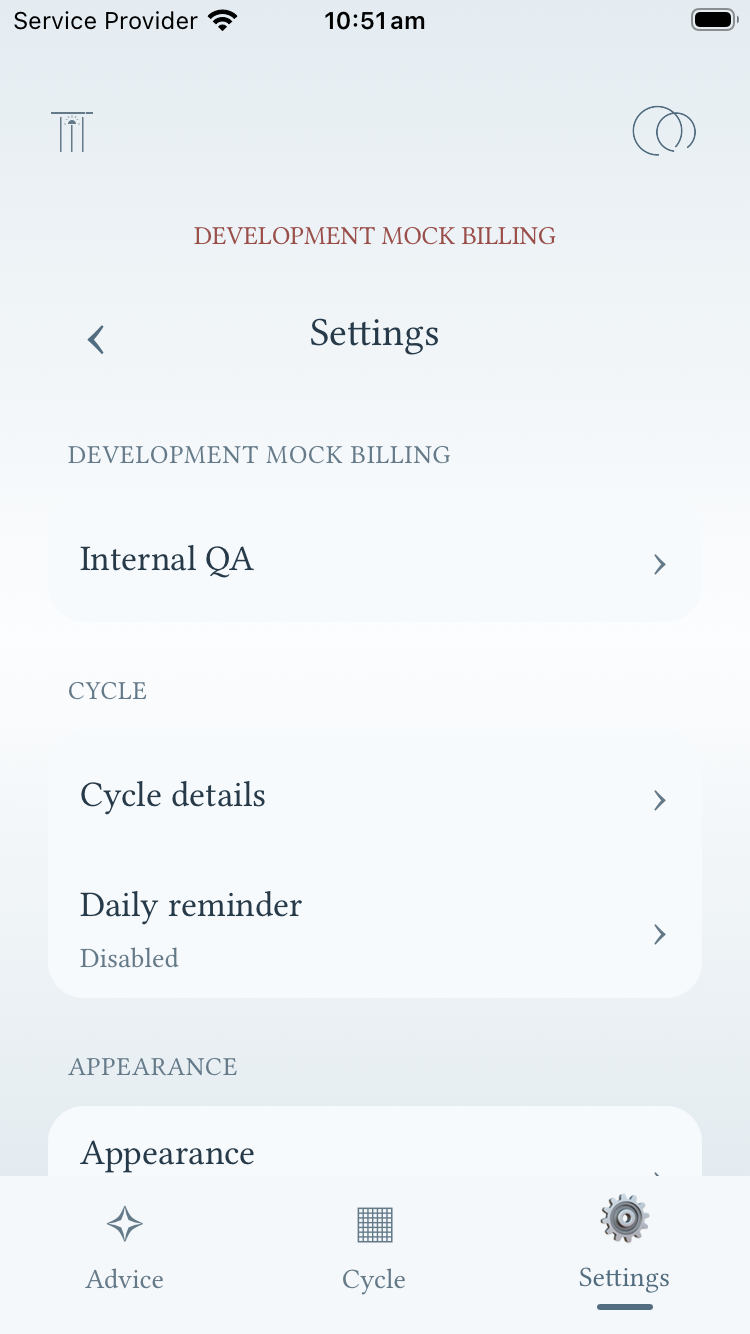 Service Provider 10:51 am
DEVELOPMENT MOCK BILLING
Settings
DEVELOPMENT MOCK BILLING
Internal QA
CYCLE
Cycle details
Daily reminder
Disabled
APPEARANCE
Appearance
Advice Cycle Settings